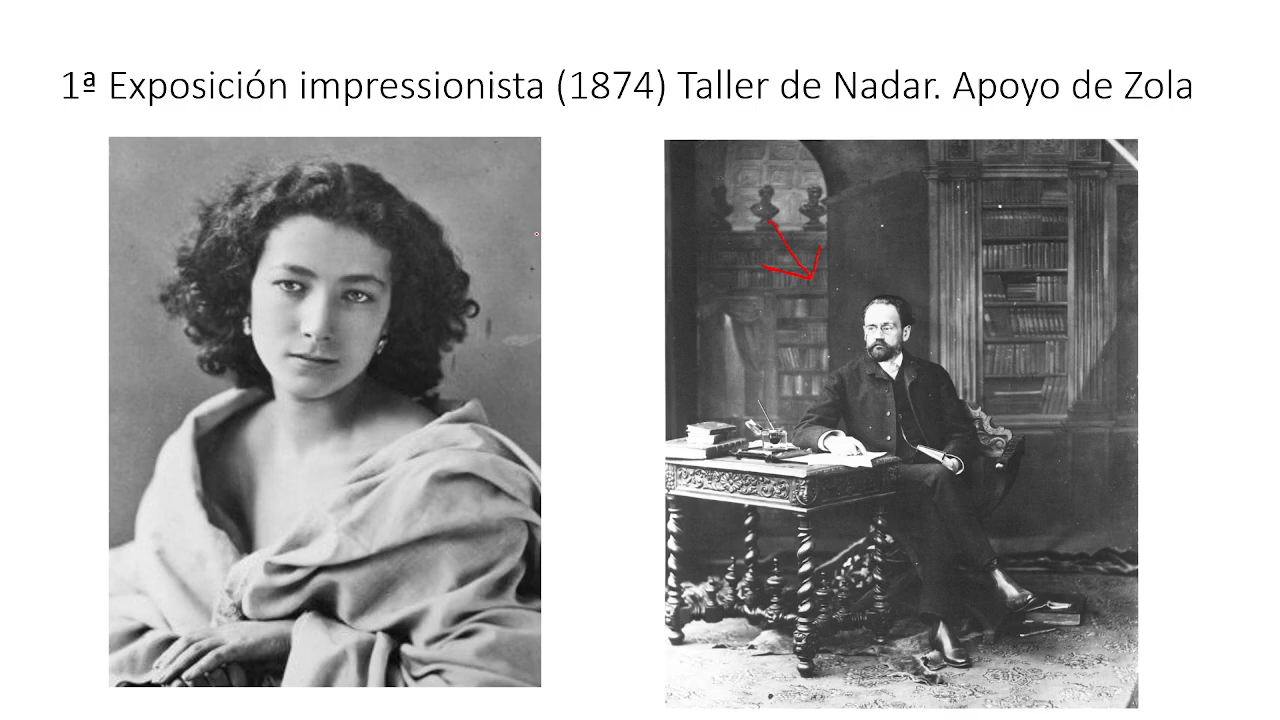 1ª Exposición impressionista (1874) Taller de Nadar. Apoyo de Zola